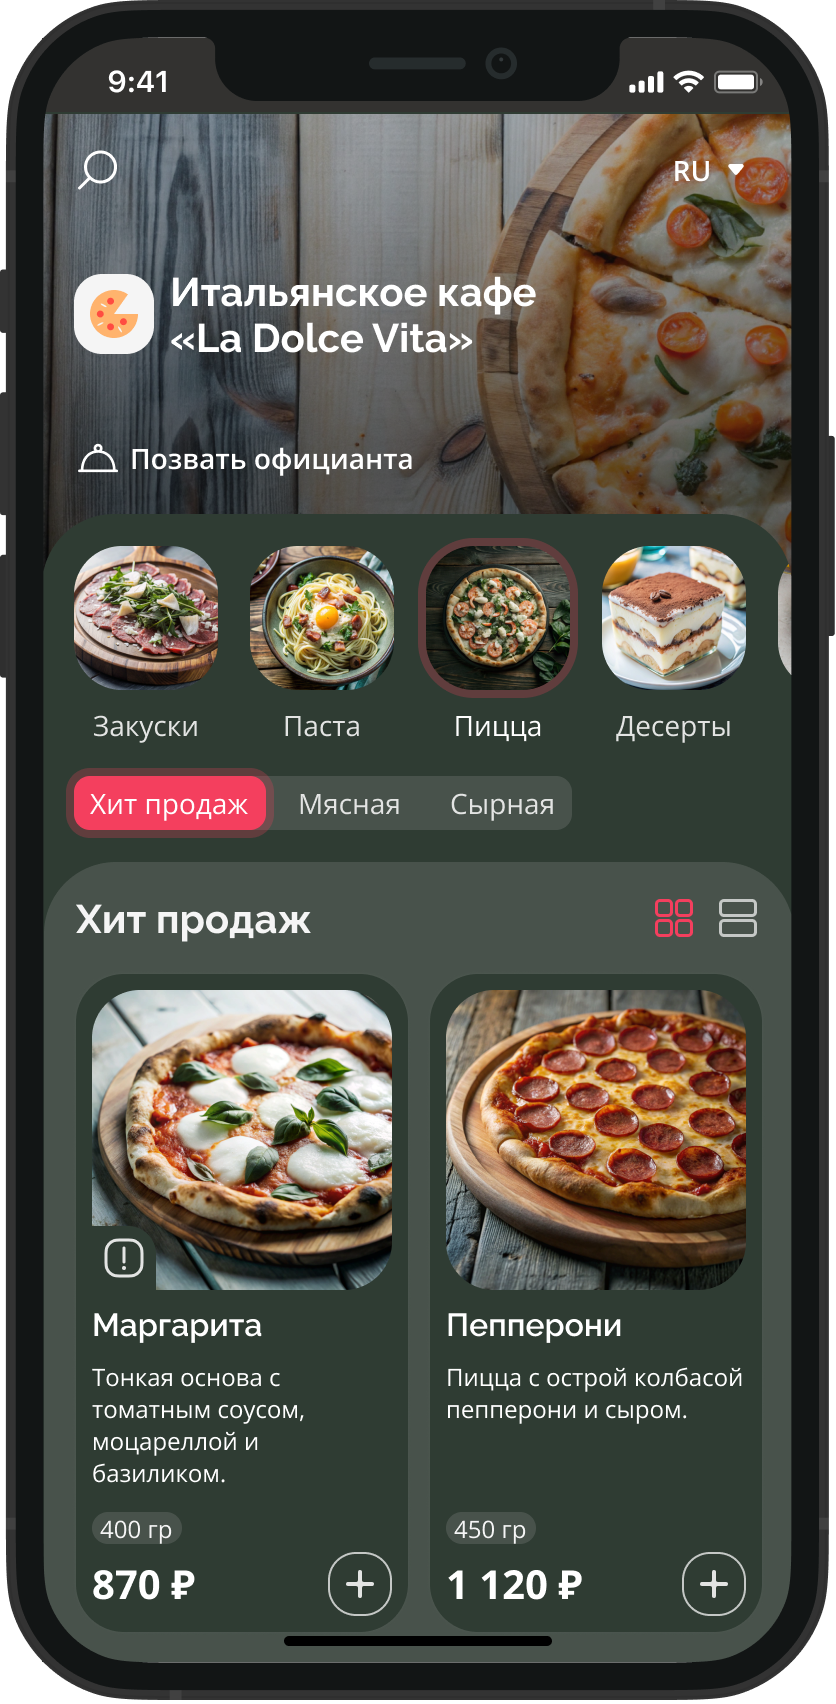 9:41
RU
Итальянское кафе
«La Dolce Vita»
Позвать официанта
Закуски
Паста
Пицца
Десерты
Хит продаж
Мясная
Сырная
Хит продаж
Маргарита
Тонкая основа с
томатным соусом,
моцареллой и
базиликом.
400 гр
870 ₽
Пепперони
Пицца с острой колбасой
пепперони и сыром.
450 гр
1 120 ₽